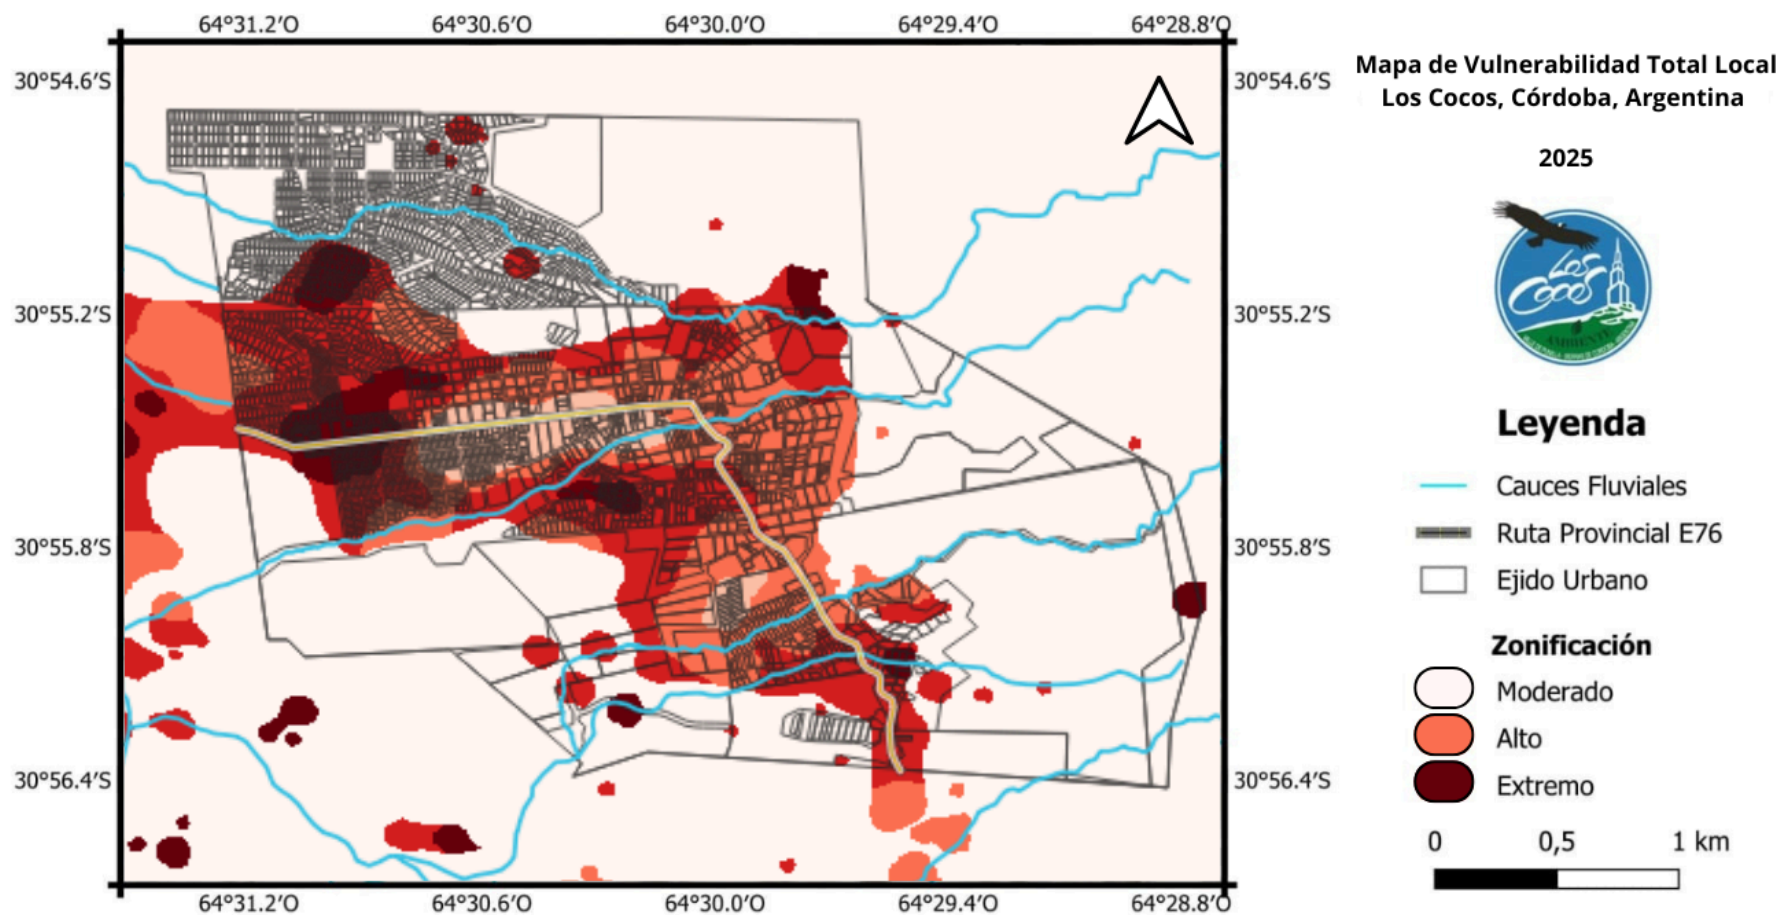 64°31.2'O 64°30.6'O 64°30.0'O 64°29.4'O 64°28.8'O
30°54.6'S
30°55.2'S
30°55.8'S
30°56.4'S
30°54.6'S
30°55.2'S
30°55.8'S
30°56.4'S
64°31.2'O 64°30.6'O 64°30.0'O 64°29.4'O 64°28.8'O
Mapa de Vulnerabilidad Total Local
Los Cocos, Córdoba, Argentina
2025
Los
Cocos
AMBIENTE
Leyenda
Cauces Fluviales
Ruta Provincial E76
Ejido Urbano
Zonificación
Moderado
Alto
Extremo
0 0,5 1 km